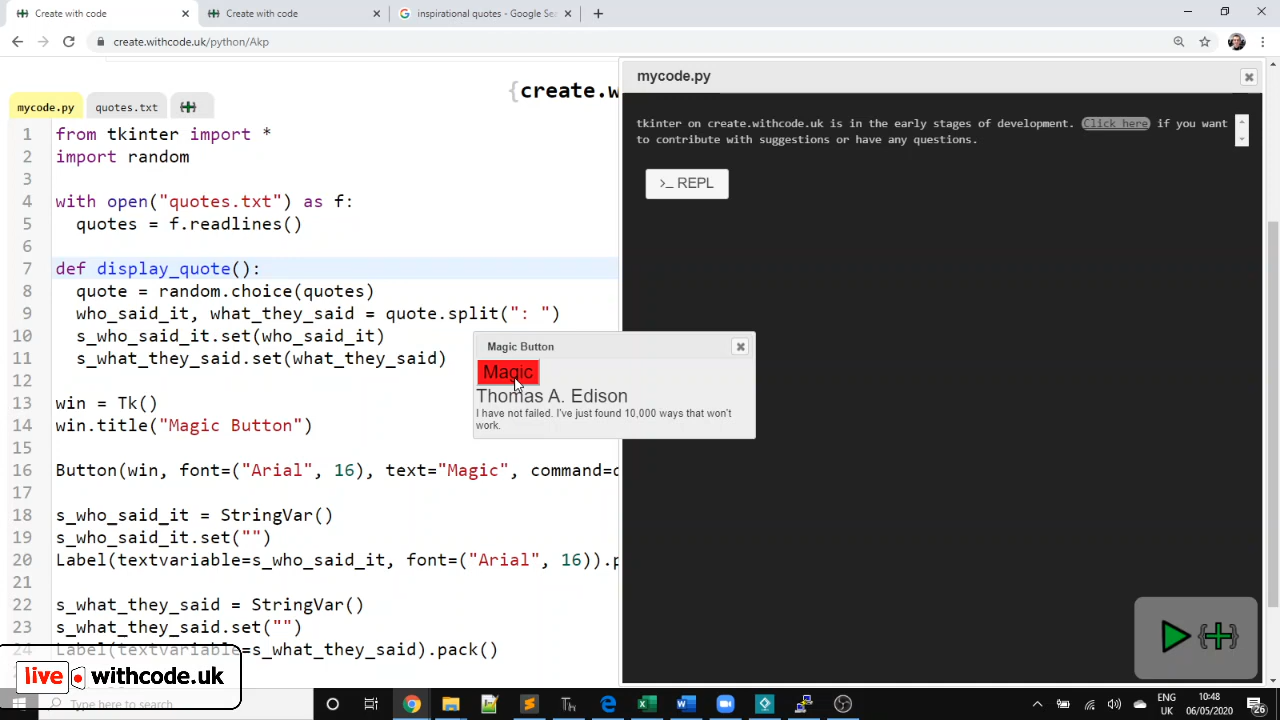 Create with code
Create with code
inspirational quotes - Google Se
create.withcode.uk/python/Akp
{create.w
mycode.py
quotes.txt
1 from tkinter import *
2 import random
3
4 with open("quotes.txt") as f:
5 quotes = f.readlines()
6
7 def display_quote():
8 quote = random.choice(quotes)
9 who_said_it, what_they_said = quote.split(": ")
10 s_who_said_it.set(who_said_it)
11 s_what_they_said.set(what_they_said)
12
13 win = Tk()
14 win.title("Magic Button")
15
16 Button(win, font=("Arial", 16), text="Magic", command=d
17
18 s_who_said_it = StringVar()
19 s_who_said_it.set("")
20 Label(textvariable=s_who_said_it, font=("Arial", 16)).p
21
22 s_what_they_said = StringVar()
23 s_what_they_said.set("")
24 Label(textvariable=s_what_they_said).pack()
mycode.py
tkinter on create.withcode.uk is in the early stages of development. Click here if you want
to contribute with suggestions or have any questions.
>_ REPL
Magic Button
Magic
Thomas A. Edison
I have not failed. I've just found 10,000 ways that won't
work.
live withcode.uk
Type here to search
ENG
UK
10:48
06/05/2020
26